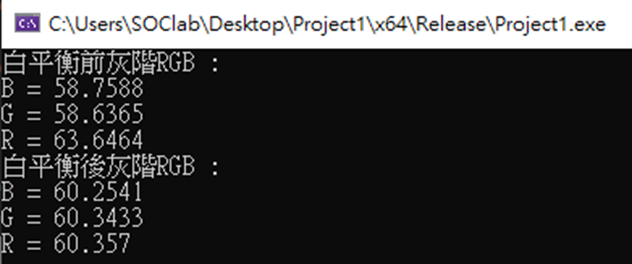 C:\Users\SOClab\Desktop\Project1\x64\Release\Project1.exe
白平衡前灰階RGB :
B = 58.7588
G = 58.6365
R = 63.6464
白平衡後灰階RGB :
B = 60.2541
G = 60.3433
R = 60.357